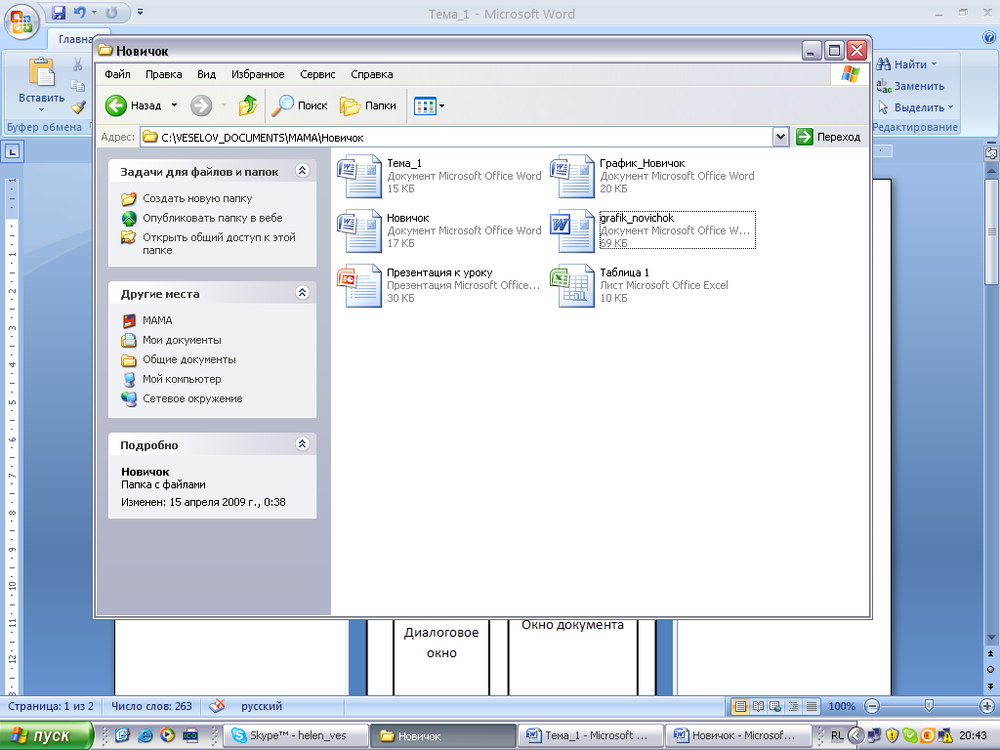 Тема_1 - Microsoft Word
Главна
Вставить
Буфер обмена
Найти
Заменить
Выделить
Редактирование
Новичок
Файл Правка Вид Избранное Сервис Справка
Назад Поиск Папки
Адрес: C:\VESELOV_DOCUMENTS\MAMA\Новичок Переход
Задачи для файлов и папок
Создать новую папку
Опубликовать папку в вебе
Открыть общий доступ к этой
папке
Другие места
MAMA
Мои документы
Общие документы
Мой компьютер
Сетевое окружение
Подробно
Новичок
Папка с файлами
Изменен: 15 апреля 2009 г., 0:38
Тема_1
Документ Microsoft Office Word
15 КБ
График_Новичок
Документ Microsoft Office Word
20 КБ
Новичок
Документ Microsoft Office Word
17 КБ
grafik_novichok
Документ Microsoft Office W...
69 КБ
Презентация к уроку
Презентация Microsoft Office...
30 КБ
Таблица 1
Лист Microsoft Office Excel
10 КБ
Диалоговое
окно
Окно документа
Страница: 1 из 2 Число слов: 263 русский 100%
пуск Skype™ - helen_ves Новичок Тема_1 - Microsoft ... Новичок - Microsof... RL 20:43